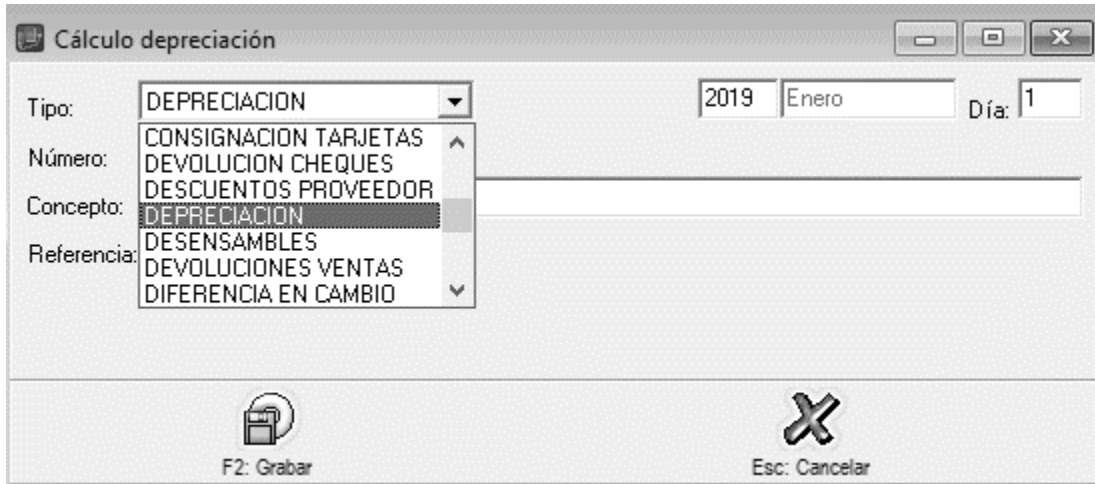 Cálculo depreciación
Tipo: DEPRECIACION 2019 Enero Día: 1
CONSIGNACION TARJETAS
Número: DEVOLUCION CHEQUES
DESCUENTOS PROVEEDOR
Concepto: DEPRECIACION
DESENSAMBLES
Referencia: DEVOLUCIONES VENTAS
DIFERENCIA EN CAMBIO
F2: Grabar Esc: Cancelar